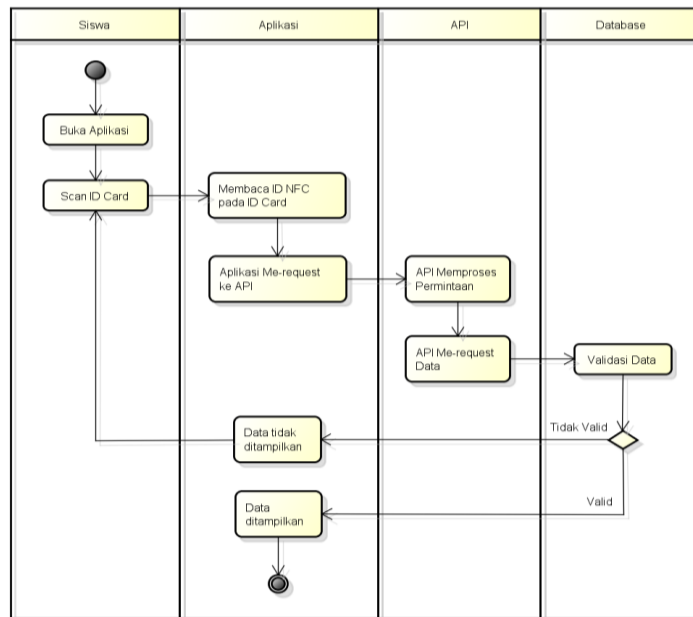 Siswa
Aplikasi
API
Database
Buka Aplikasi
Scan ID Card
Membaca ID NFC
pada ID Card
Aplikasi Me-request
ke API
API Memproses
Permintaan
API Me-request
Data
Validasi Data
Tidak Valid
Data tidak
ditampilkan
Valid
Data
ditampilkan